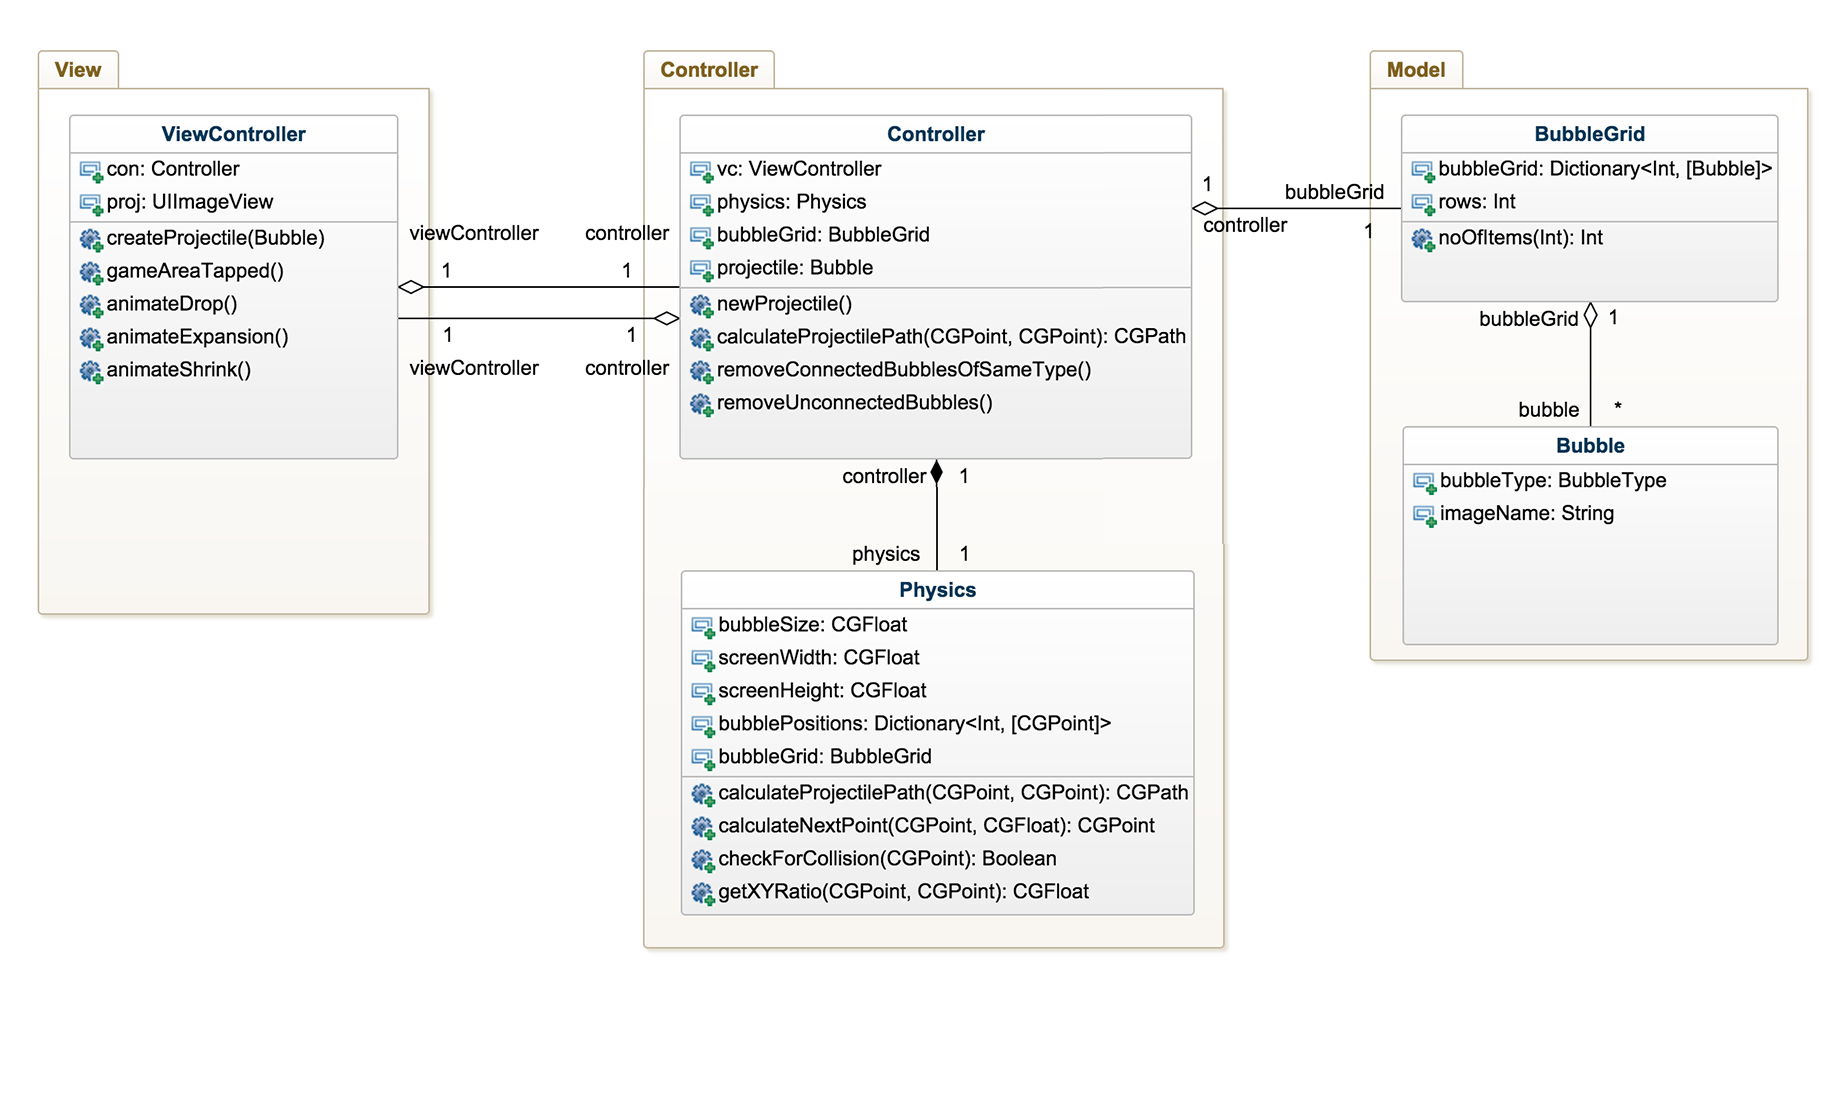 View
ViewController
con: Controller
proj: UIImageView
createProjectile(Bubble)
gameAreaTapped()
animateDrop()
animateExpansion()
animateShrink()
viewController controller
1 1
1 1
viewController controller
Controller
Controller
vc: ViewController
physics: Physics
bubbleGrid: BubbleGrid
projectile: Bubble
newProjectile()
calculateProjectilePath(CGPoint, CGPoint): CGPath
removeConnectedBubblesOfSameType()
removeUnconnectedBubbles()
controller 1
physics 1
Physics
bubbleSize: CGFloat
screenWidth: CGFloat
screenHeight: CGFloat
bubblePositions: Dictionary<Int, [CGPoint]>
bubbleGrid: BubbleGrid
calculateProjectilePath(CGPoint, CGPoint): CGPath
calculateNextPoint(CGPoint, CGFloat): CGPoint
checkForCollision(CGPoint): Boolean
getXYRatio(CGPoint, CGPoint): CGFloat
1 bubbleGrid
controller 1
Model
BubbleGrid
bubbleGrid: Dictionary<Int, [Bubble]>
rows: Int
noOfItems(Int): Int
bubbleGrid 1
bubble *
Bubble
bubbleType: BubbleType
imageName: String